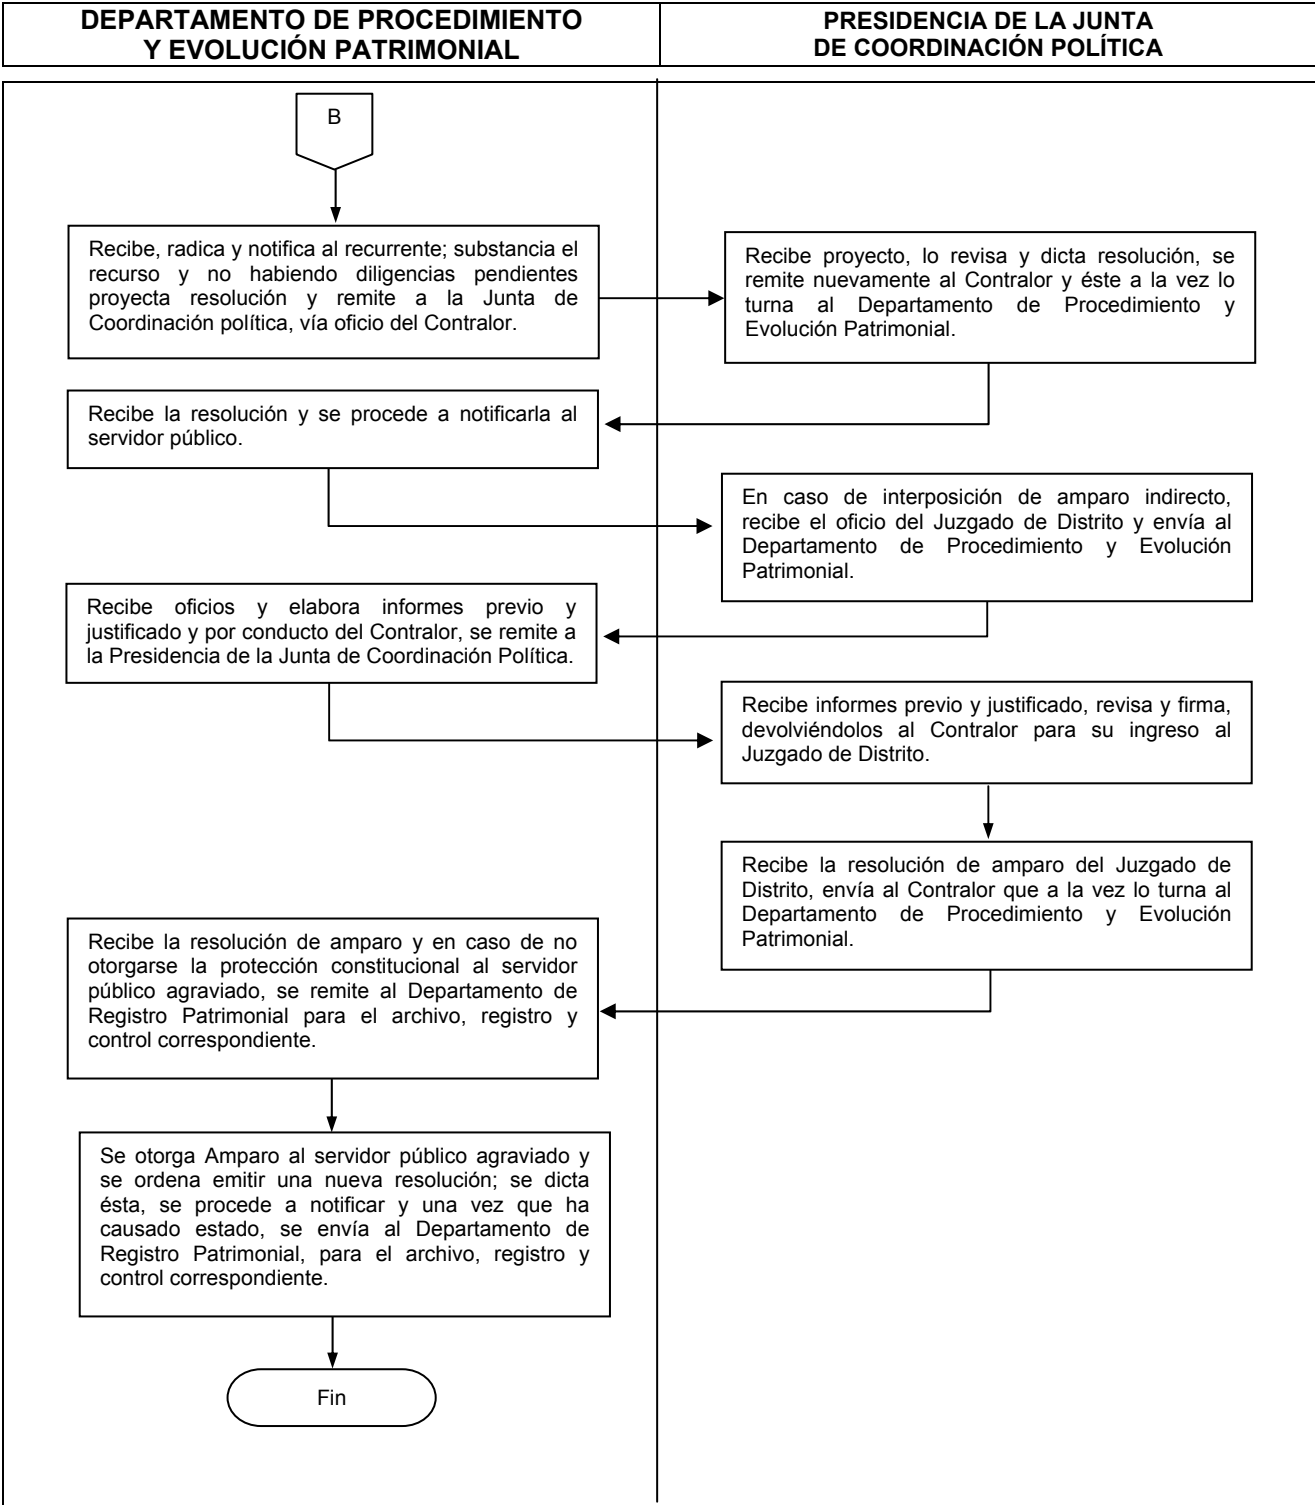 DEPARTAMENTO DE PROCEDIMIENTO
Y EVOLUCIÓN PATRIMONIAL
PRESIDENCIA DE LA JUNTA
DE COORDINACIÓN POLÍTICA
B
Recibe, radica y notifica al recurrente; substancia el
recurso y no habiendo diligencias pendientes
proyecta resolución y remite a la Junta de
Coordinación política, vía oficio del Contralor.
Recibe proyecto, lo revisa y dicta resolución, se
remite nuevamente al Contralor y éste a la vez lo
turna al Departamento de Procedimiento y
Evolución Patrimonial.
Recibe la resolución y se procede a notificarla al
servidor público.
En caso de interposición de amparo indirecto,
recibe el oficio del Juzgado de Distrito y envía al
Departamento de Procedimiento y Evolución
Patrimonial.
Recibe oficios y elabora informes previo y
justificado y por conducto del Contralor, se remite a
la Presidencia de la Junta de Coordinación Política.
Recibe informes previo y justificado, revisa y firma,
devolviéndolos al Contralor para su ingreso al
Juzgado de Distrito.
Recibe la resolución de amparo del Juzgado de
Distrito, envía al Contralor que a la vez lo turna al
Departamento de Procedimiento y Evolución
Patrimonial.
Recibe la resolución de amparo y en caso de no
otorgarse la protección constitucional al servidor
público agraviado, se remite al Departamento de
Registro Patrimonial para el archivo, registro y
control correspondiente.
Se otorga Amparo al servidor público agraviado y
se ordena emitir una nueva resolución; se dicta
ésta, se procede a notificar y una vez que ha
causado estado, se envía al Departamento de
Registro Patrimonial, para el archivo, registro y
control correspondiente.
Fin